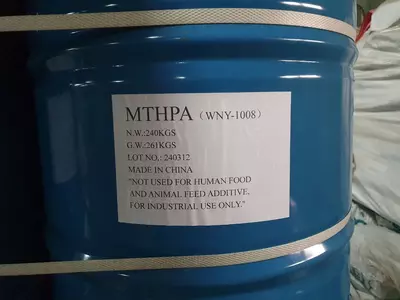 MTHPA（WNY-1008）
N.W.:240KGS
G.W.:261KGS
LOT NO.: 240312
MADE IN CHINA
"NOT USED FOR HUMAN FOOD
AND ANIMAL FEED ADDITIVE,
FOR INDUSTRIAL USE ONLY."